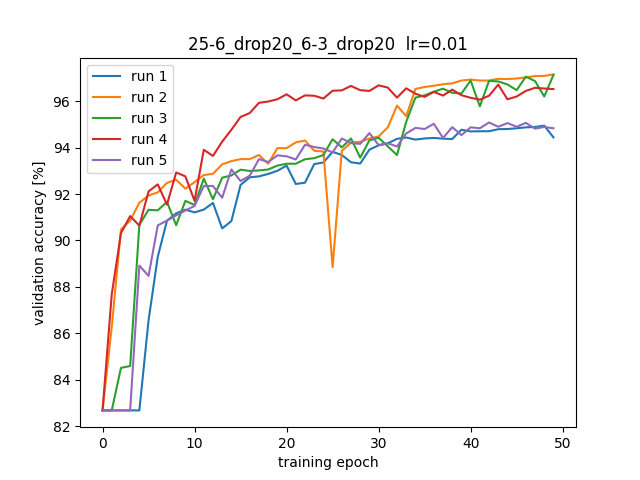 25-6_drop20_6-3_drop20  lr=0.01
run 1
run 2
run 3
run 4
run 5
validation accuracy [%]
96
94
92
90
88
86
84
82
0 10 20 30 40 50
training epoch